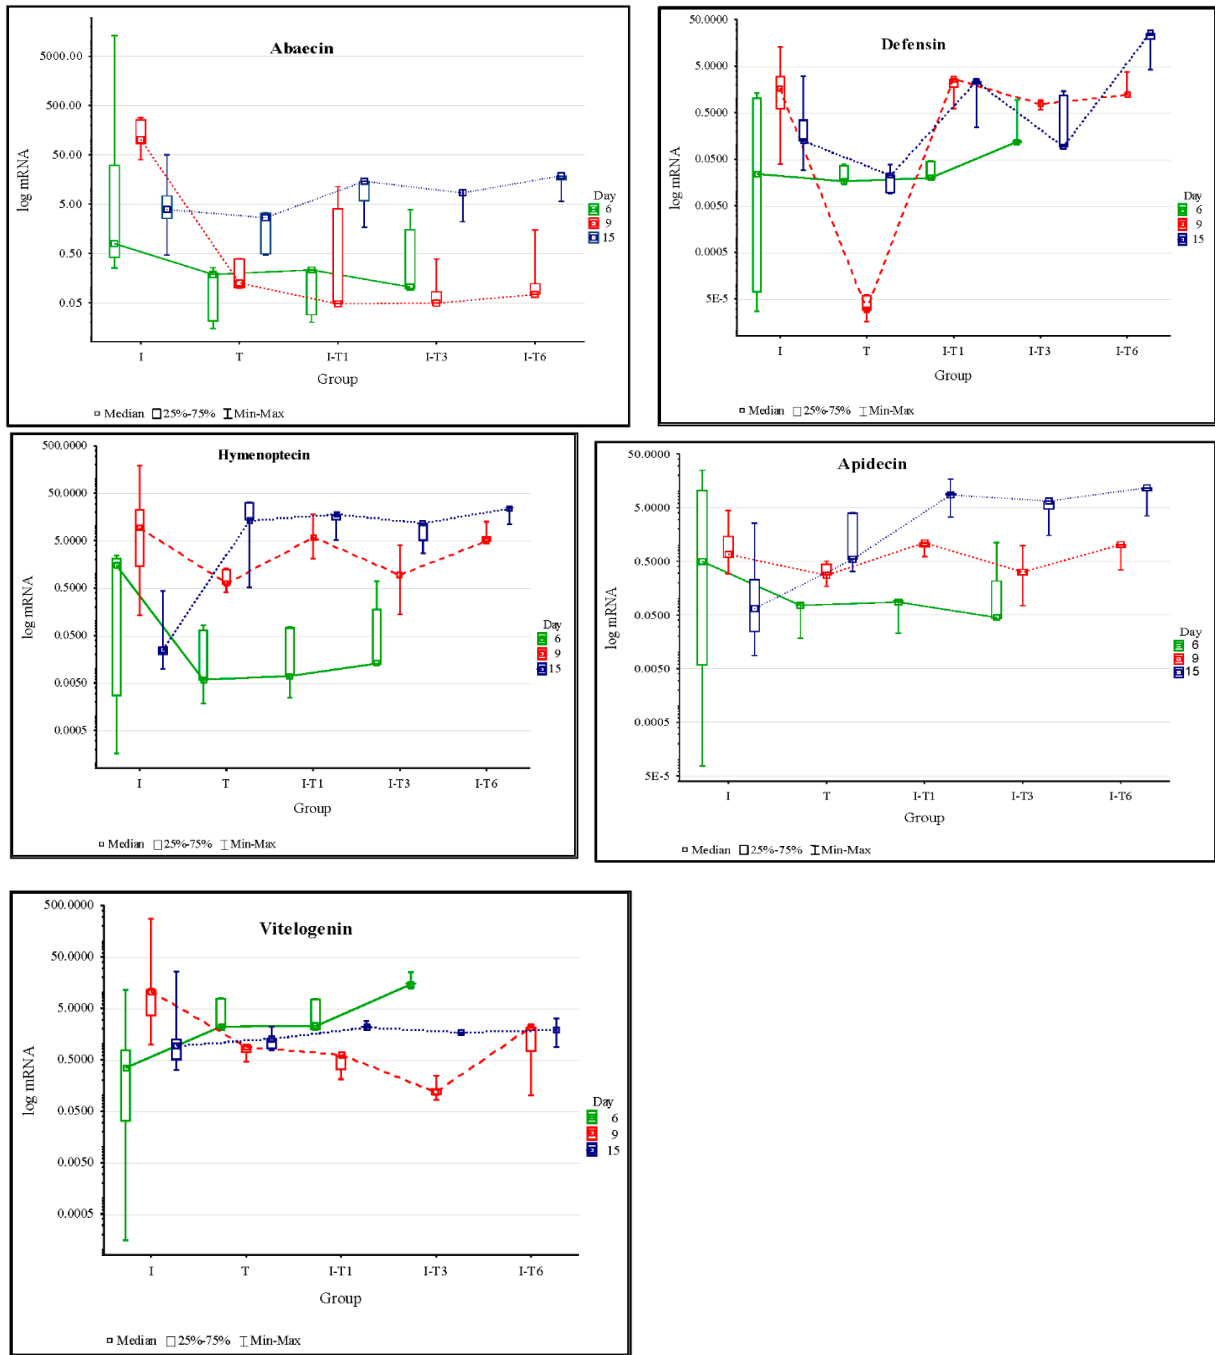 Abaecin
5000.00
500.00
50.00
5.00
0.50
0.05
log mRNA
I T I-T1 I-T3 I-T6
Group
Day
6
9
15
Median 25%-75% Min-Max
Defensin
50.0000
5.0000
0.5000
0.0500
0.0050
0.0005
5E-5
log mRNA
I T I-T1 I-T3 I-T6
Group
Day
6
9
15
Median 25%-75% Min-Max
Hymenoptecin
500.0000
50.0000
5.0000
0.5000
0.0500
0.0050
0.0005
log mRNA
I T I-T1 I-T3 I-T6
Group
Day
6
9
15
Median 25%-75% Min-Max
Apidecin
50.0000
5.0000
0.5000
0.0500
0.0050
0.0005
5E-5
log mRNA
I T I-T1 I-T3 I-T6
Group
Day
6
9
15
Median 25%-75% Min-Max
Vitelogenin
500.0000
50.0000
5.0000
0.5000
0.0500
0.0050
0.0005
log mRNA
I T I-T1 I-T3 I-T6
Group
Day
6
9
15
Median 25%-75% Min-Max